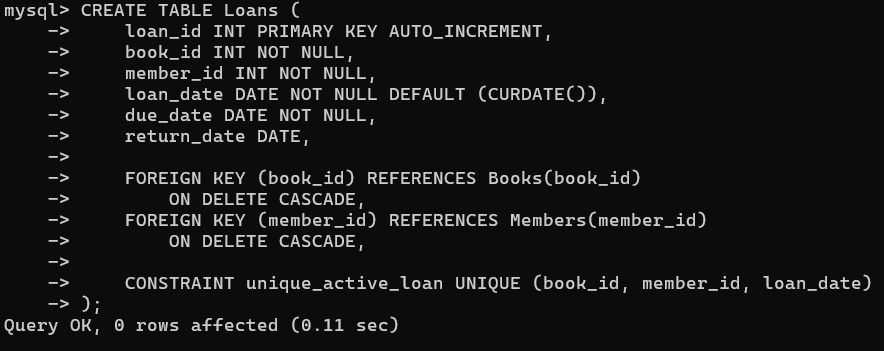 mysql> CREATE TABLE Loans (
    ->     loan_id INT PRIMARY KEY AUTO_INCREMENT,
    ->     book_id INT NOT NULL,
    ->     member_id INT NOT NULL,
    ->     loan_date DATE NOT NULL DEFAULT (CURDATE()),
    ->     due_date DATE NOT NULL,
    ->     return_date DATE,
    ->
    ->     FOREIGN KEY (book_id) REFERENCES Books(book_id)
    ->         ON DELETE CASCADE,
    ->     FOREIGN KEY (member_id) REFERENCES Members(member_id)
    ->         ON DELETE CASCADE,
    ->
    ->     CONSTRAINT unique_active_loan UNIQUE (book_id, member_id, loan_date)
    -> );
Query OK, 0 rows affected (0.11 sec)